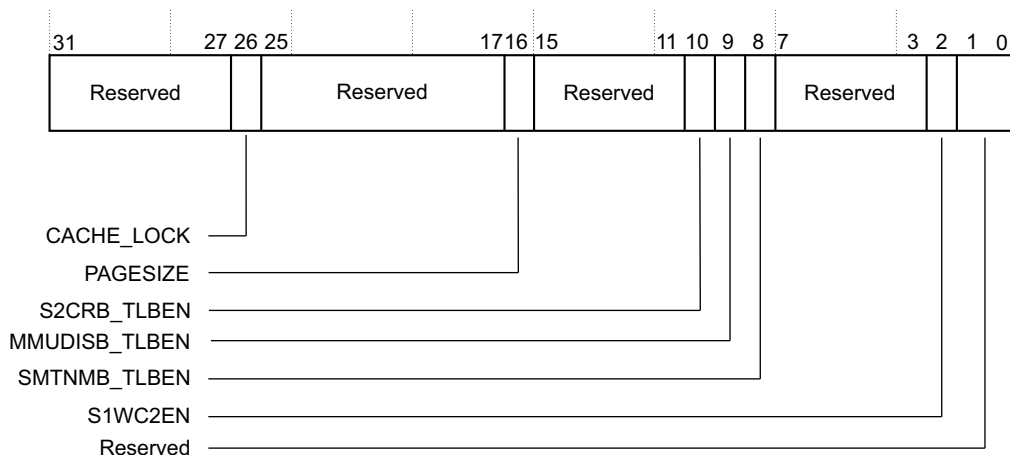 31 27 26 25 17 16 15 11 10 9 8 7 3 2 1 0
Reserved Reserved Reserved Reserved
CACHE_LOCK
PAGESIZE
S2CRB_TLBEN
MMUDISB_TLBEN
SMTNMB_TLBEN
S1WC2EN
Reserved